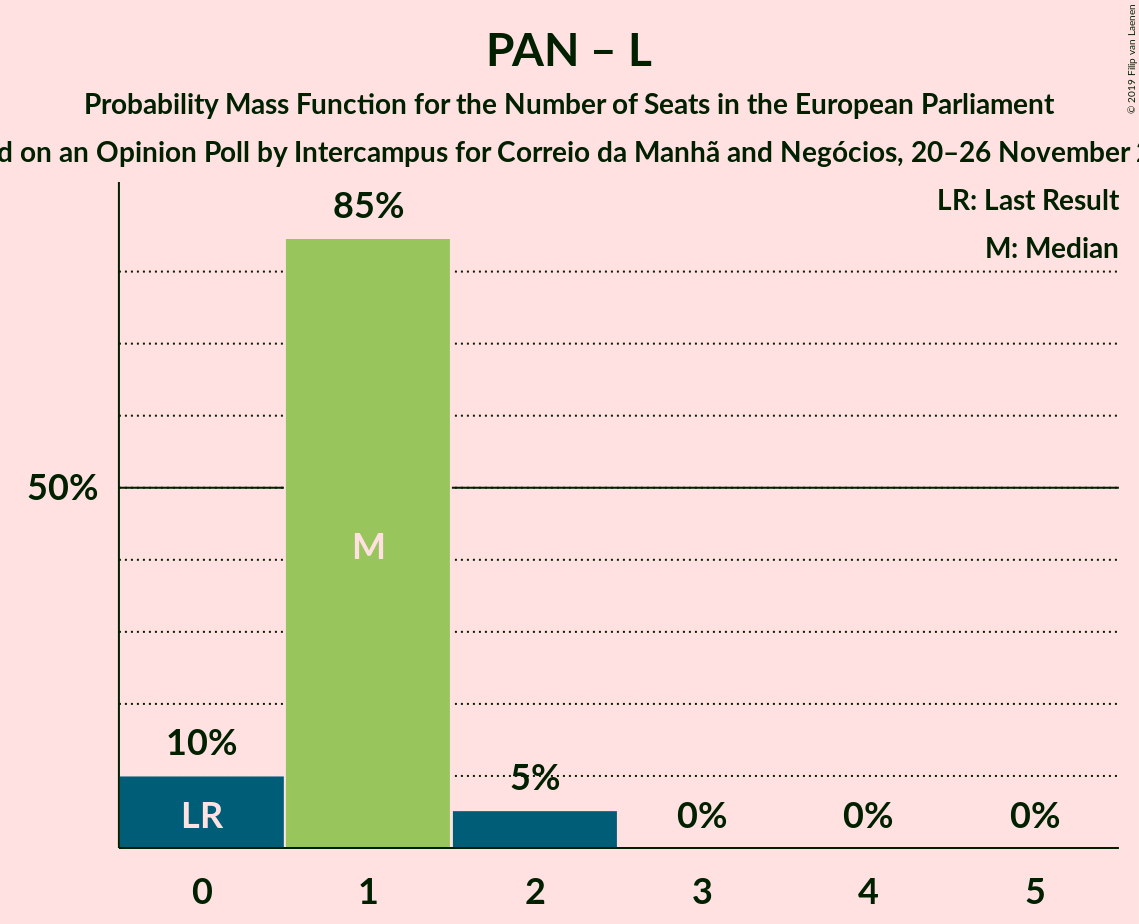 PAN – L
Probability Mass Function for the Number of Seats in the European Parliament
on an Opinion Poll by Intercampus for Correio da Manhã and Negócios, 20–26 November
© 2019 Filip van Laenen
LR: Last Result
M: Median
85%
50%
M
10%
LR
5%
0%
0%
0%
0
1
2
3
4
5